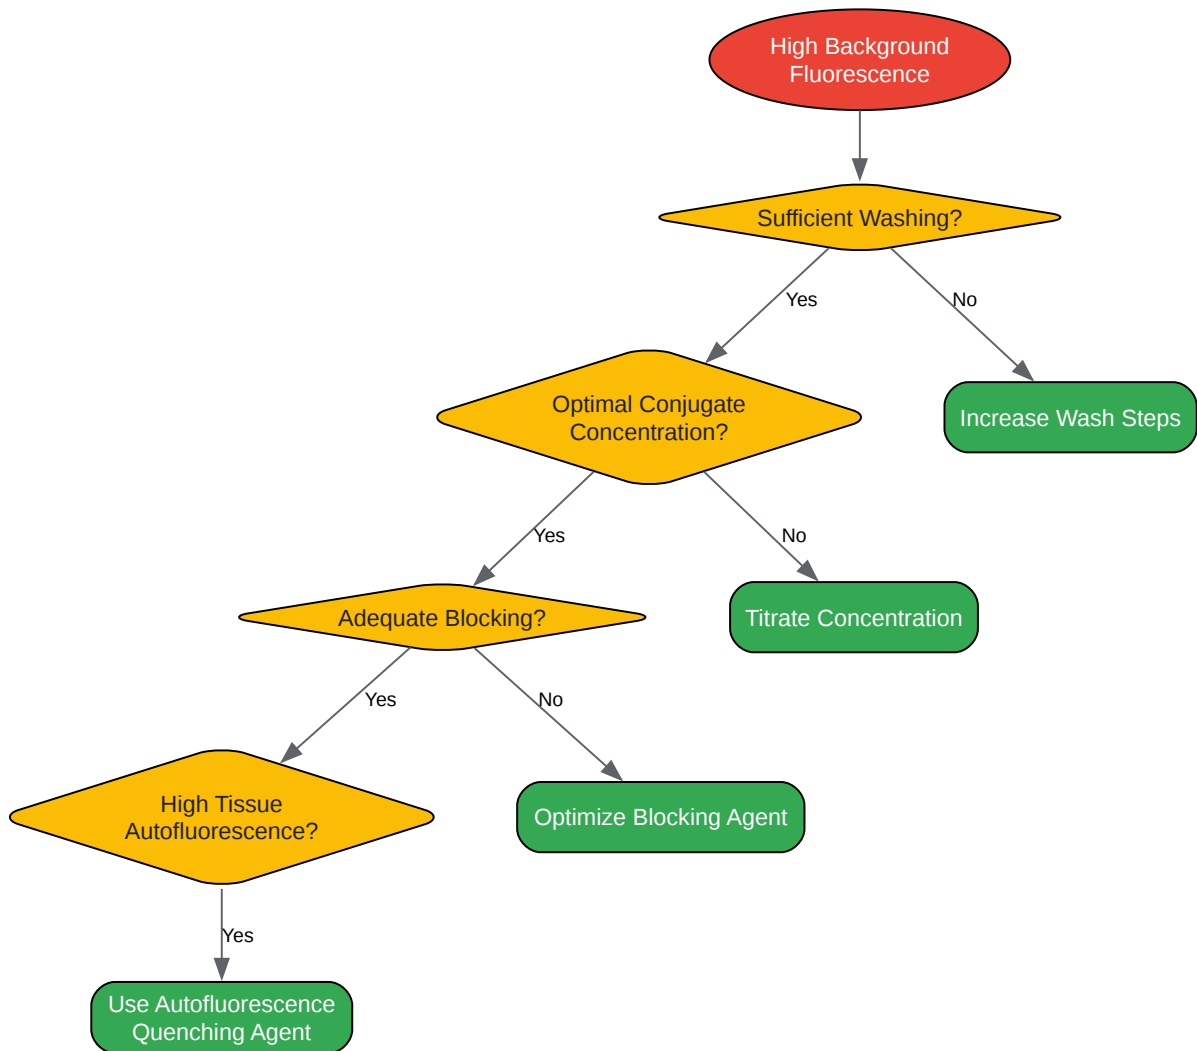 High Background
Fluorescence
Sufficient Washing?
Yes
No
Optimal Conjugate
Concentration?
Increase Wash Steps
Yes
No
Adequate Blocking?
Titrate Concentration
Yes
No
High Tissue
Autofluorescence?
Optimize Blocking Agent
Yes
Use Autofluorescence
Quenching Agent